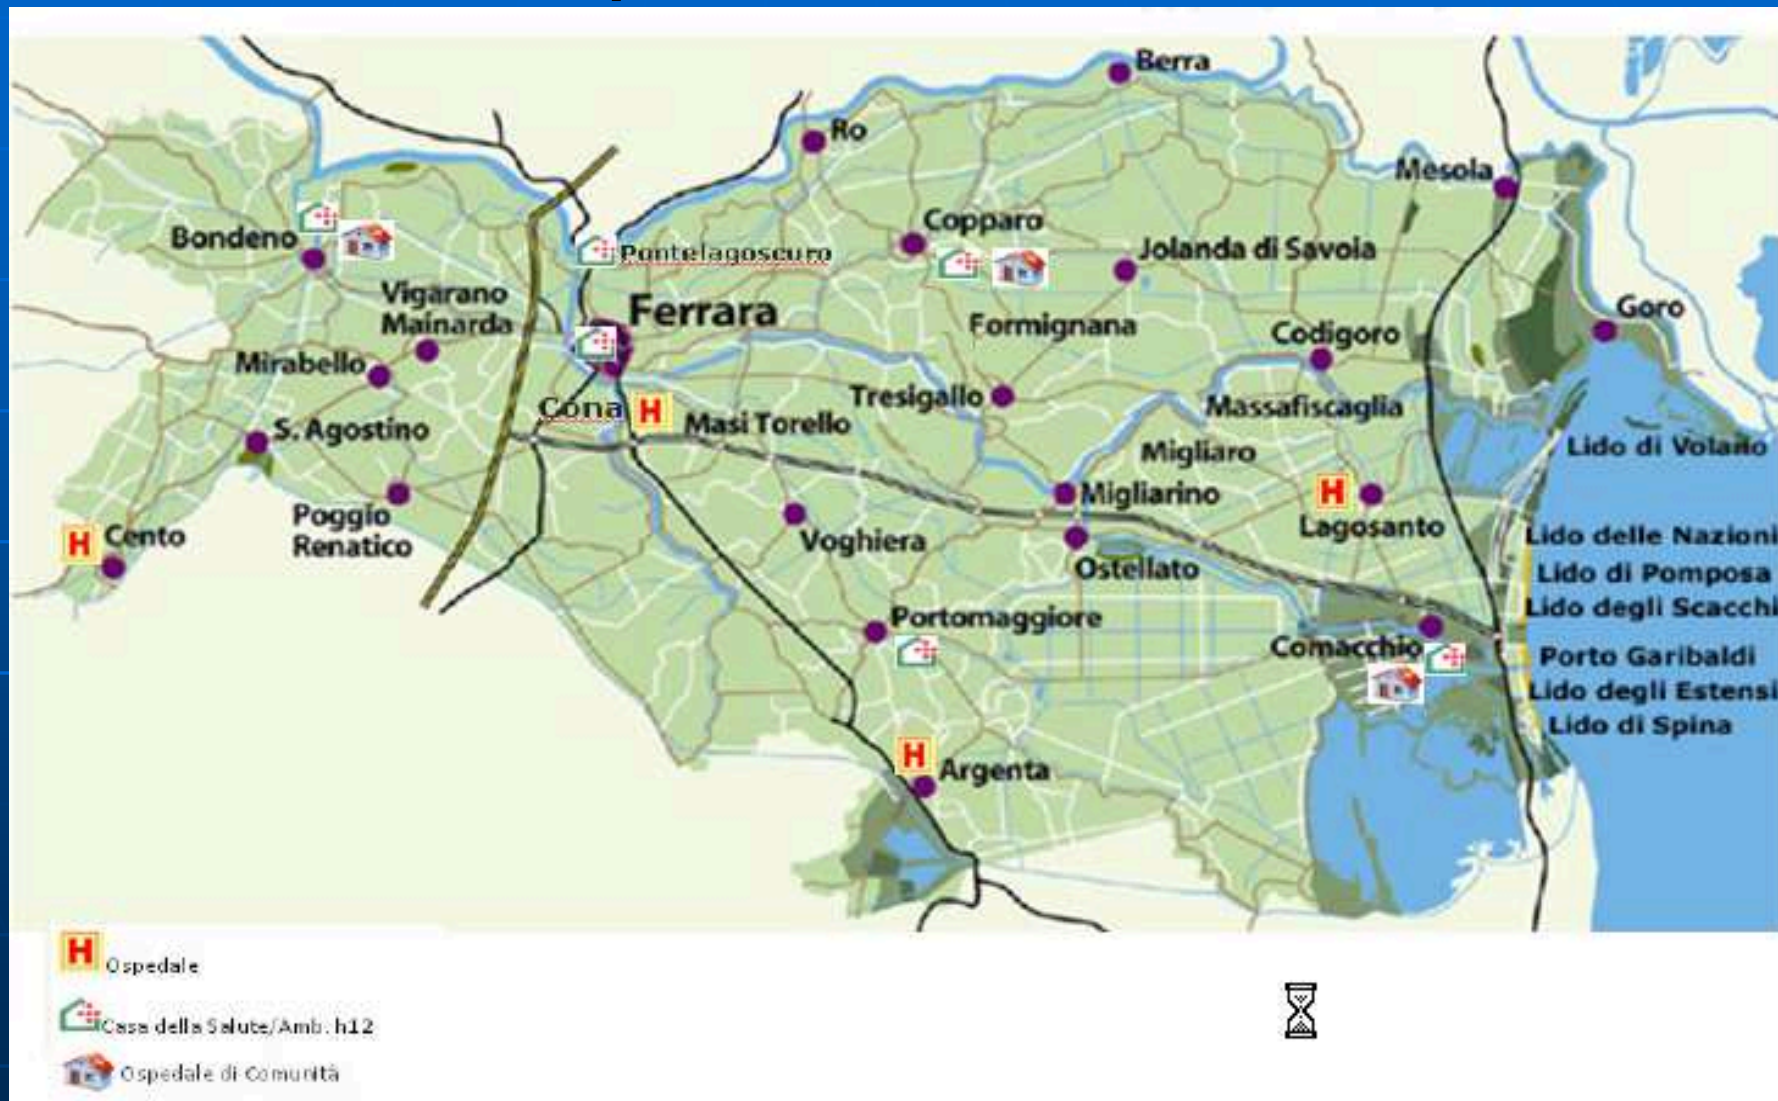 Berra
Ro
Mesola
Copparo
Bondeno
Pontelagoscuro
Jolanda di Savoia
Vigarano
Mainarda
Ferrara
Formignana
Goro
Codigoro
Mirabello
Tresigallo
Massafiscaglia
Cona
H
Masi Torello
S. Agostino
Lido di Volano
Migliaro
H
Migliarino
Lagosanto
Poggio
Renatico
H
Cento
Voghiera
Lido delle Nazioni
Ostellato
Lido di Pomposa
Lido degli Scacchi
Portomaggiore
Comacchio
Porto Garibaldi
Lido degli Estensi
Lido di Spina
H
Argenta
H
Ospedale
Casa della Salute/Amb. h12
Ospedale di Comunità